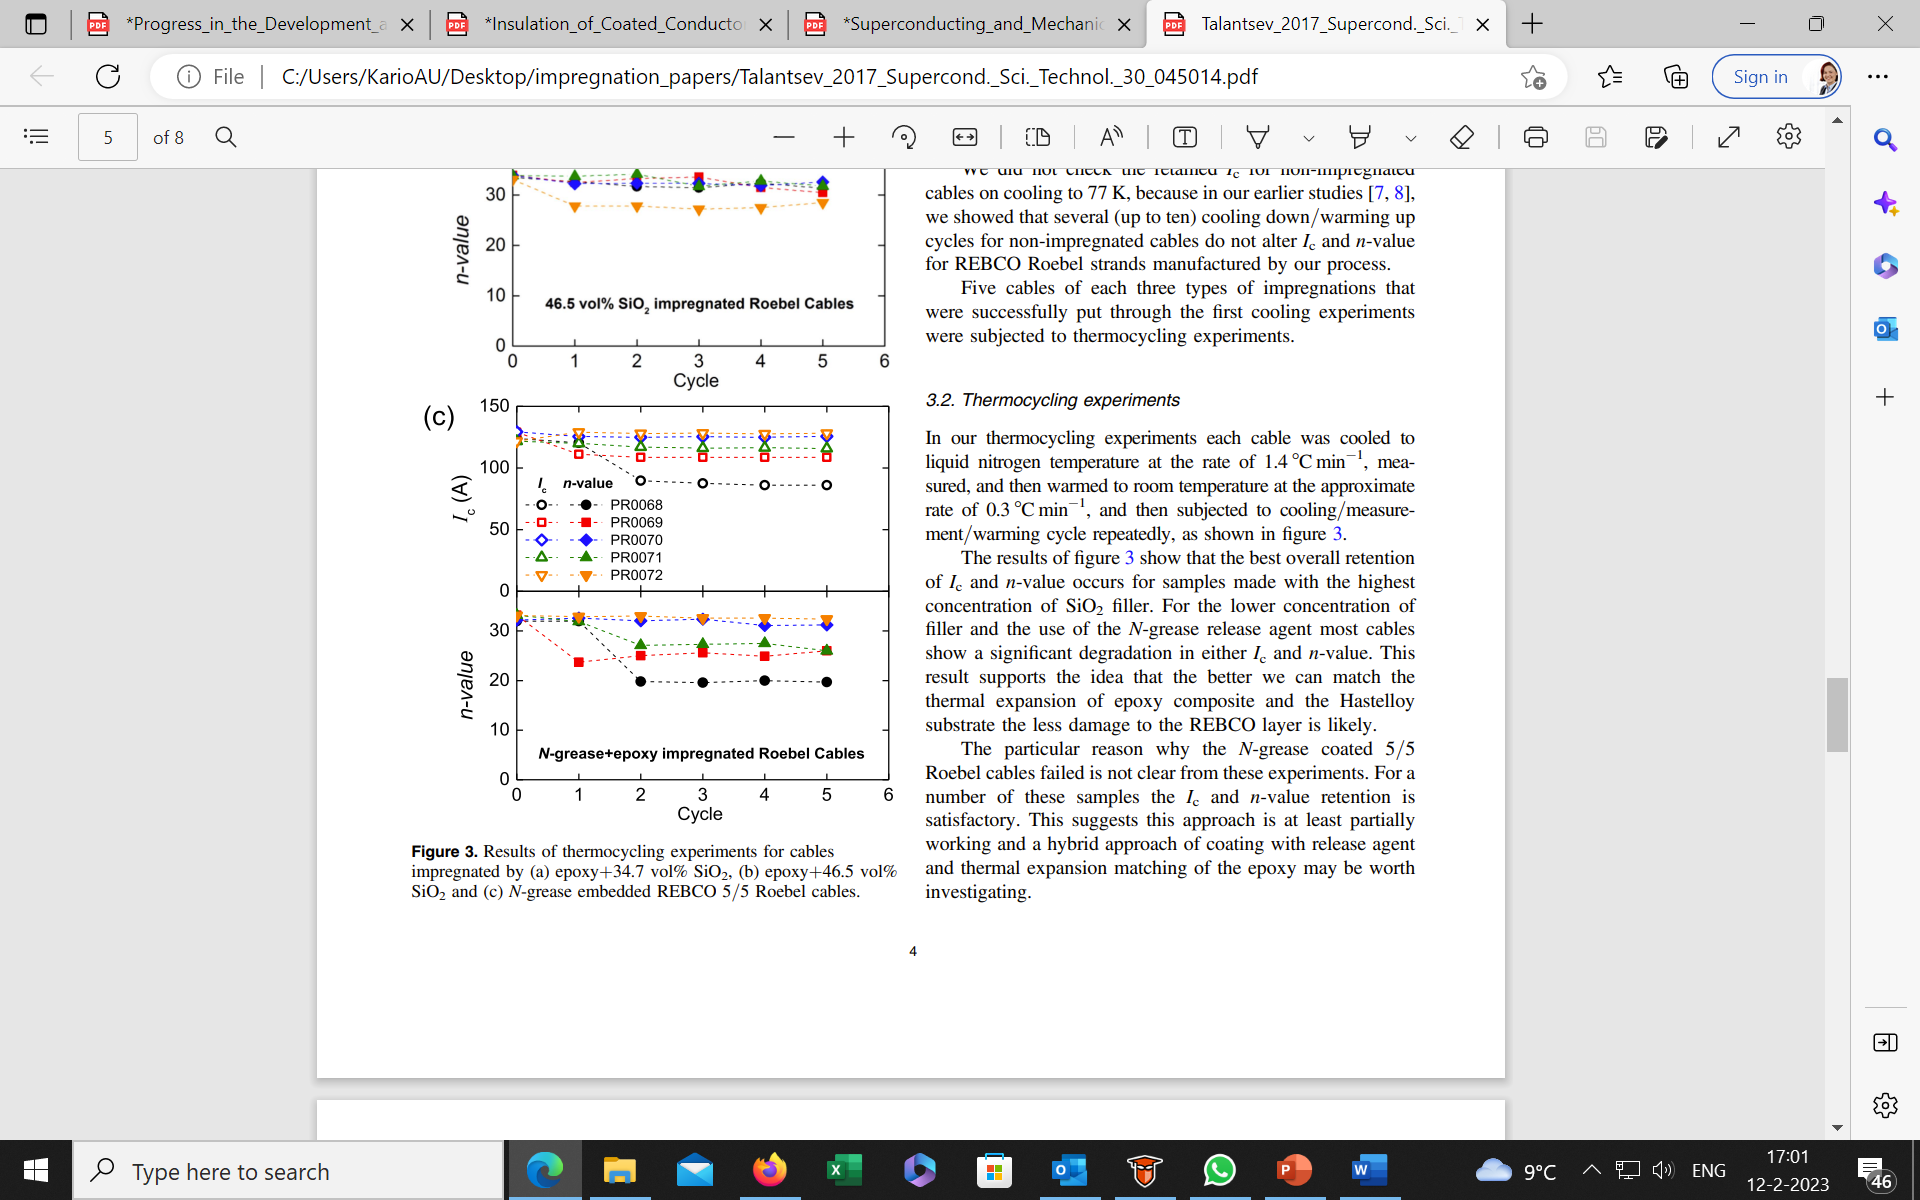 *Progress_in_the_Development_a
*Insulation_of_Coated_Conducto
*Superconducting_and_Mechanic
Talantsev_2017_Supercond._Sci._T
File
C:/Users/KarioAU/Desktop/impregnation_papers/Talantsev_2017_Supercond._Sci._Technol._30_045014.pdf
Sign in
5
of 8
30
20
10
0
n-value
46.5 vol% SiO2 impregnated Roebel Cables
0 1 2 3 4 5 6
Cycle
(c)
150
100
50
0
Ic (A)
Ic n-value
PR0068
PR0069
PR0070
PR0071
PR0072
30
20
10
0
n-value
N-grease+epoxy impregnated Roebel Cables
0 1 2 3 4 5 6
Cycle
Figure 3. Results of thermocycling experiments for cables
impregnated by (a) epoxy+34.7 vol% SiO2, (b) epoxy+46.5 vol%
SiO2 and (c) N-grease embedded REBCO 5/5 Roebel cables.
We did not check the retained Ic for non-impregnated
cables on cooling to 77 K, because in our earlier studies [7, 8],
we showed that several (up to ten) cooling down/warming up
cycles for non-impregnated cables do not alter Ic and n-value
for REBCO Roebel strands manufactured by our process.
Five cables of each three types of impregnations that
were successfully put through the first cooling experiments
were subjected to thermocycling experiments.
3.2. Thermocycling experiments
In our thermocycling experiments each cable was cooled to
liquid nitrogen temperature at the rate of 1.4 °C min−1, mea-
sured, and then warmed to room temperature at the approximate
rate of 0.3 °C min−1, and then subjected to cooling/measure-
ment/warming cycle repeatedly, as shown in figure 3.
The results of figure 3 show that the best overall retention
of Ic and n-value occurs for samples made with the highest
concentration of SiO2 filler. For the lower concentration of
filler and the use of the N-grease release agent most cables
show a significant degradation in either Ic and n-value. This
result supports the idea that the better we can match the
thermal expansion of epoxy composite and the Hastelloy
substrate the less damage to the REBCO layer is likely.
The particular reason why the N-grease coated 5/5
Roebel cables failed is not clear from these experiments. For a
number of these samples the Ic and n-value retention is
satisfactory. This suggests this approach is at least partially
working and a hybrid approach of coating with release agent
and thermal expansion matching of the epoxy may be worth
investigating.
4
Type here to search
9°C
ENG
17:01
12-2-2023
46